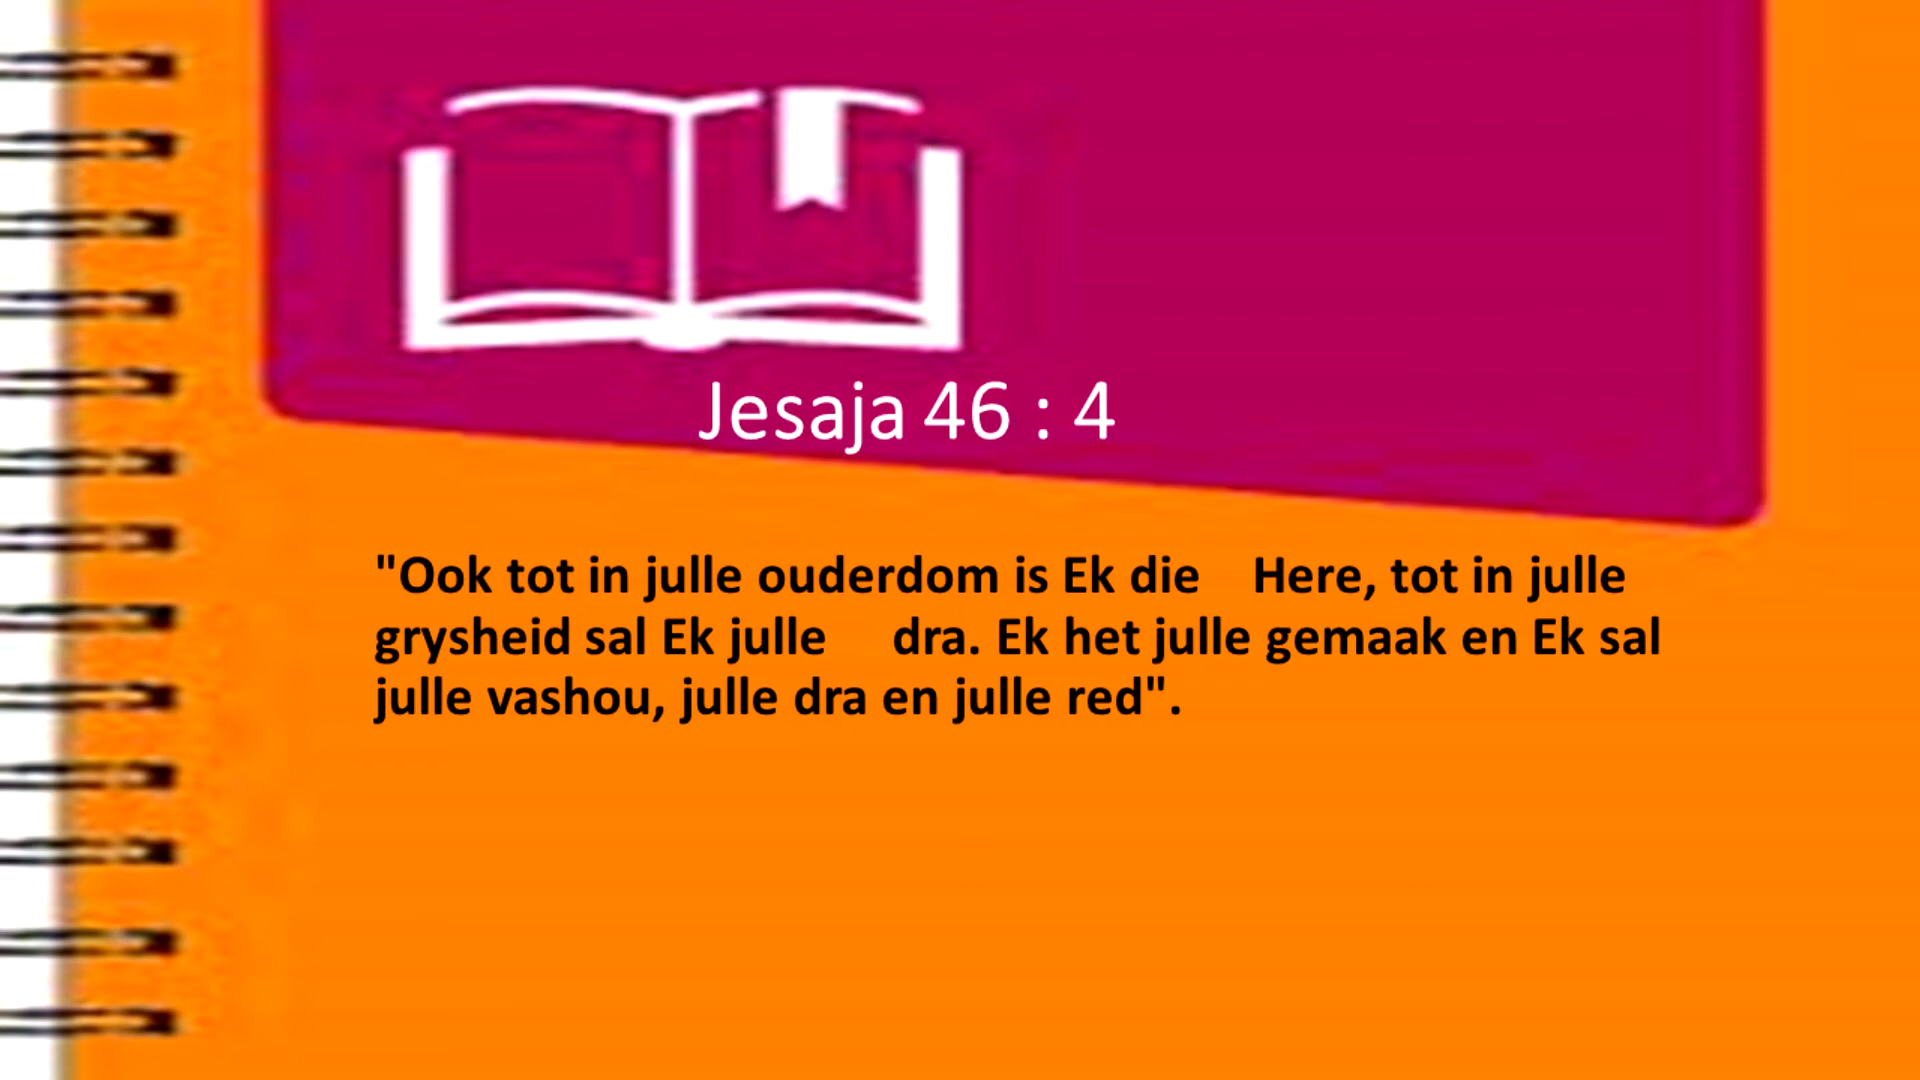 Jesaja 46 : 4
"Ook tot in julle ouderdom is Ek die    Here, tot in julle
grysheid sal Ek julle     dra. Ek het julle gemaak en Ek sal
julle vashou, julle dra en julle red".